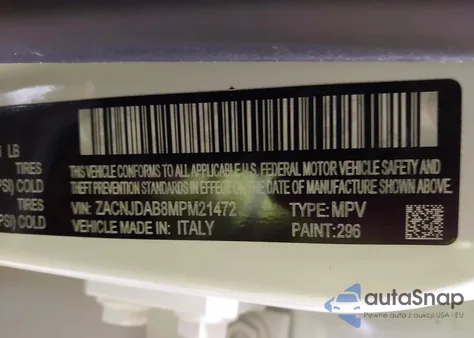 LB
TIRES
THIS VEHICLE CONFORMS TO ALL APPLICABLE U.S. FEDERAL MOTOR VEHICLE SAFETY AND
PSI) COLD
THEFT PREVENTION STANDARDS IN EFFECT ON THE DATE OF MANUFACTURE SHOWN ABOVE.
TIRES
VIN: ZACNJDAB8MPM21472 TYPE: MPV
PSI) COLD
VEHICLE MADE IN: ITALY PAINT:296
autoSnap
Pewne auta z aukcji USA i EU